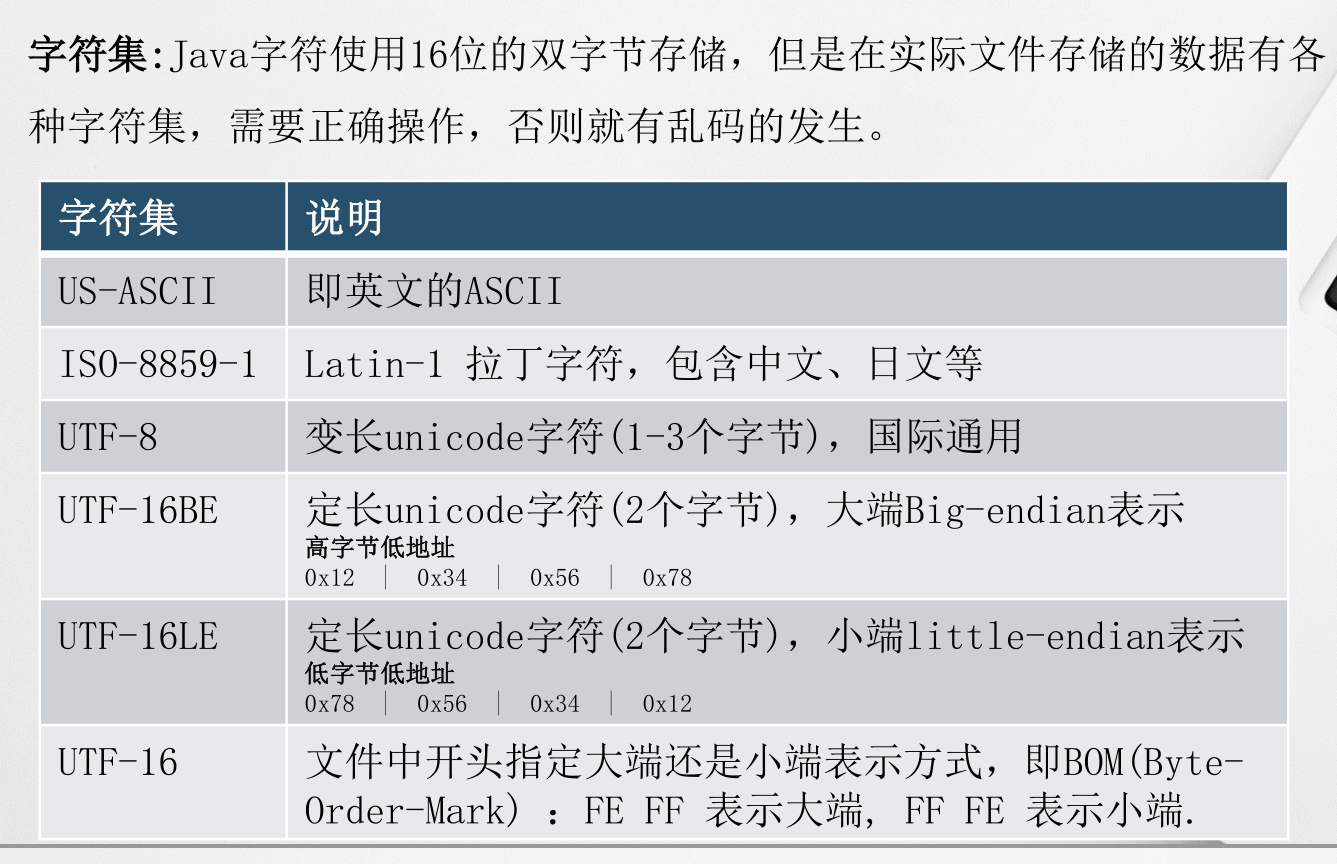 字符集:Java字符使用16位的双字节存储，但是在实际文件存储的数据有各
种字符集，需要正确操作，否则就有乱码的发生。
字符集 说明
US-ASCII 即英文的ASCII
ISO-8859-1 Latin-1 拉丁字符，包含中文、日文等
UTF-8 变长unicode字符(1-3个字节)，国际通用
UTF-16BE 定长unicode字符(2个字节)，大端Big-endian表示
高字节低地址
0x12 | 0x34 | 0x56 | 0x78
UTF-16LE 定长unicode字符(2个字节)，小端little-endian表示
低字节低地址
0x78 | 0x56 | 0x34 | 0x12
UTF-16 文件中开头指定大端还是小端表示方式，即BOM(Byte-
Order-Mark) ：FE FF 表示大端, FF FE 表示小端.